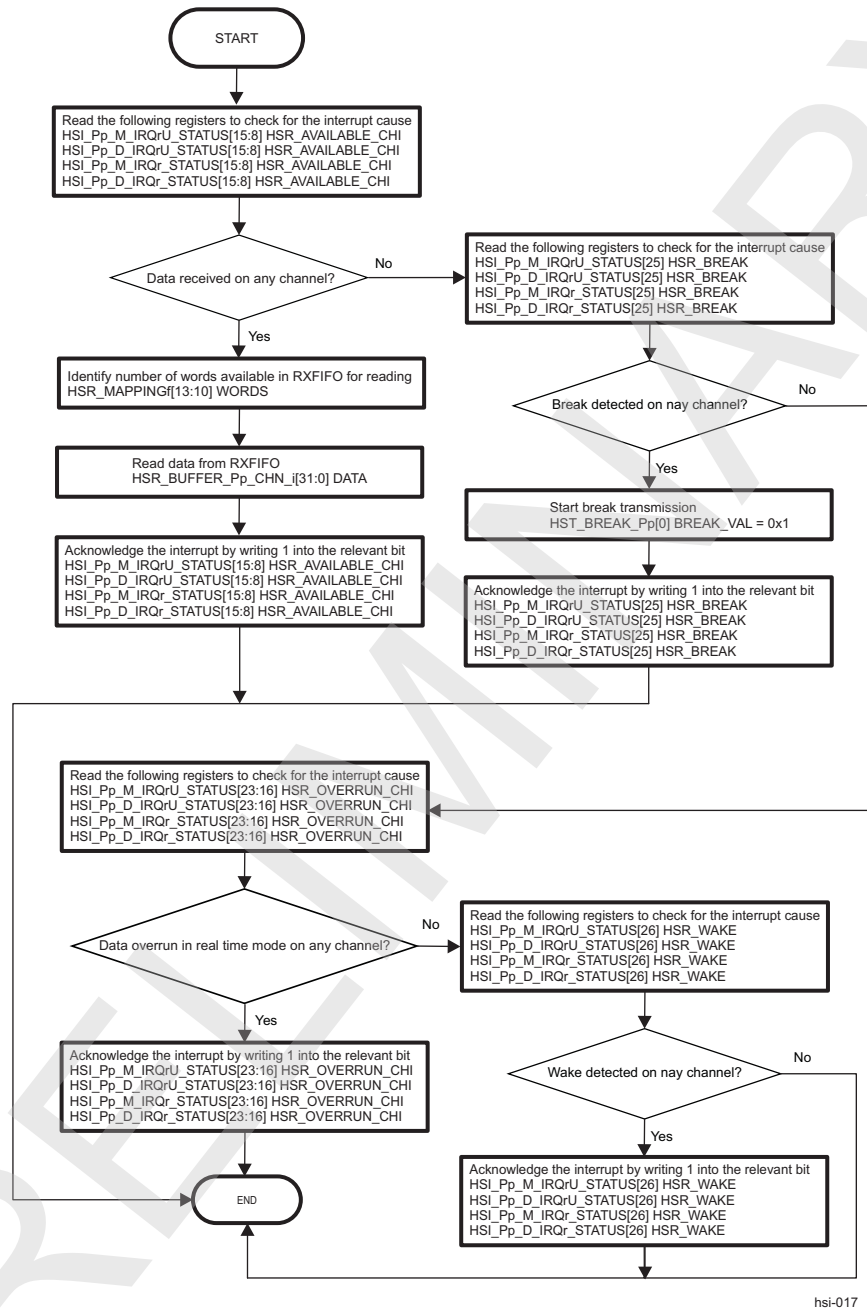 START
Read the following registers to check for the interrupt cause
HSI_Pp_M_IRQrU_STATUS[15:8] HSR_AVAILABLE_CHI
HSI_Pp_D_IRQrU_STATUS[15:8] HSR_AVAILABLE_CHI
HSI_Pp_M_IRQr_STATUS[15:8] HSR_AVAILABLE_CHI
HSI_Pp_D_IRQr_STATUS[15:8] HSR_AVAILABLE_CHI
Data received on any channel?
No
Yes
Read the following registers to check for the interrupt cause
HSI_Pp_M_IRQrU_STATUS[25] HSR_BREAK
HSI_Pp_D_IRQrU_STATUS[25] HSR_BREAK
HSI_Pp_M_IRQr_STATUS[25] HSR_BREAK
HSI_Pp_D_IRQr_STATUS[25] HSR_BREAK
Identify number of words available in RXFIFO for reading
HSR_MAPPINGf[13:10] WORDS
Break detected on nay channel?
No
Yes
Read data from RXFIFO
HSR_BUFFER_Pp_CHN_i[31:0] DATA
Start break transmission
HST_BREAK_Pp[0] BREAK_VAL = 0x1
Acknowledge the interrupt by writing 1 into the relevant bit
HSI_Pp_M_IRQrU_STATUS[15:8] HSR_AVAILABLE_CHI
HSI_Pp_D_IRQrU_STATUS[15:8] HSR_AVAILABLE_CHI
HSI_Pp_M_IRQr_STATUS[15:8] HSR_AVAILABLE_CHI
HSI_Pp_D_IRQr_STATUS[15:8] HSR_AVAILABLE_CHI
Acknowledge the interrupt by writing 1 into the relevant bit
HSI_Pp_M_IRQrU_STATUS[25] HSR_BREAK
HSI_Pp_D_IRQrU_STATUS[25] HSR_BREAK
HSI_Pp_M_IRQr_STATUS[25] HSR_BREAK
HSI_Pp_D_IRQr_STATUS[25] HSR_BREAK
Read the following registers to check for the interrupt cause
HSI_Pp_M_IRQrU_STATUS[23:16] HSR_OVERRUN_CHI
HSI_Pp_D_IRQrU_STATUS[23:16] HSR_OVERRUN_CHI
HSI_Pp_M_IRQr_STATUS[23:16] HSR_OVERRUN_CHI
HSI_Pp_D_IRQr_STATUS[23:16] HSR_OVERRUN_CHI
Data overrun in real time mode on any channel?
No
Yes
Read the following registers to check for the interrupt cause
HSI_Pp_M_IRQrU_STATUS[26] HSR_WAKE
HSI_Pp_D_IRQrU_STATUS[26] HSR_WAKE
HSI_Pp_M_IRQr_STATUS[26] HSR_WAKE
HSI_Pp_D_IRQr_STATUS[26] HSR_WAKE
Acknowledge the interrupt by writing 1 into the relevant bit
HSI_Pp_M_IRQrU_STATUS[23:16] HSR_OVERRUN_CHI
HSI_Pp_D_IRQrU_STATUS[23:16] HSR_OVERRUN_CHI
HSI_Pp_M_IRQr_STATUS[23:16] HSR_OVERRUN_CHI
HSI_Pp_D_IRQr_STATUS[23:16] HSR_OVERRUN_CHI
Wake detected on nay channel?
No
Yes
Acknowledge the interrupt by writing 1 into the relevant bit
HSI_Pp_M_IRQrU_STATUS[26] HSR_WAKE
HSI_Pp_D_IRQrU_STATUS[26] HSR_WAKE
HSI_Pp_M_IRQr_STATUS[26] HSR_WAKE
HSI_Pp_D_IRQr_STATUS[26] HSR_WAKE
END
hsi-017
RELIMINAR